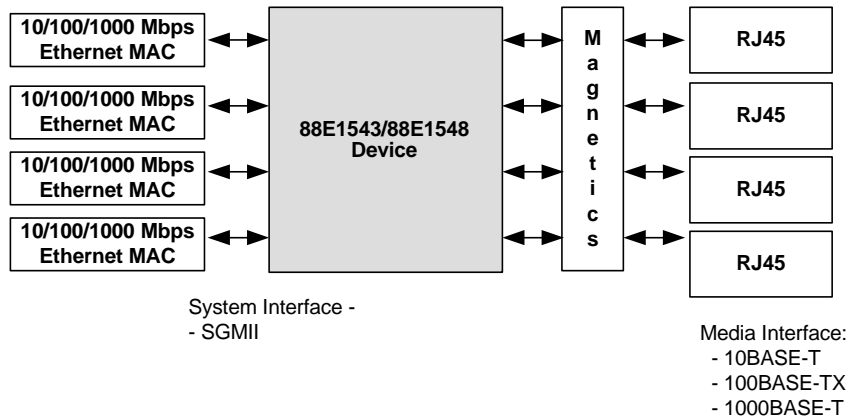 10/100/1000 Mbps
Ethernet MAC
10/100/1000 Mbps
Ethernet MAC
10/100/1000 Mbps
Ethernet MAC
10/100/1000 Mbps
Ethernet MAC
88E1543/88E1548
Device
Magnetics
RJ45
RJ45
RJ45
RJ45
System Interface -
- SGMII
Media Interface:
- 10BASE-T
- 100BASE-TX
- 1000BASE-T